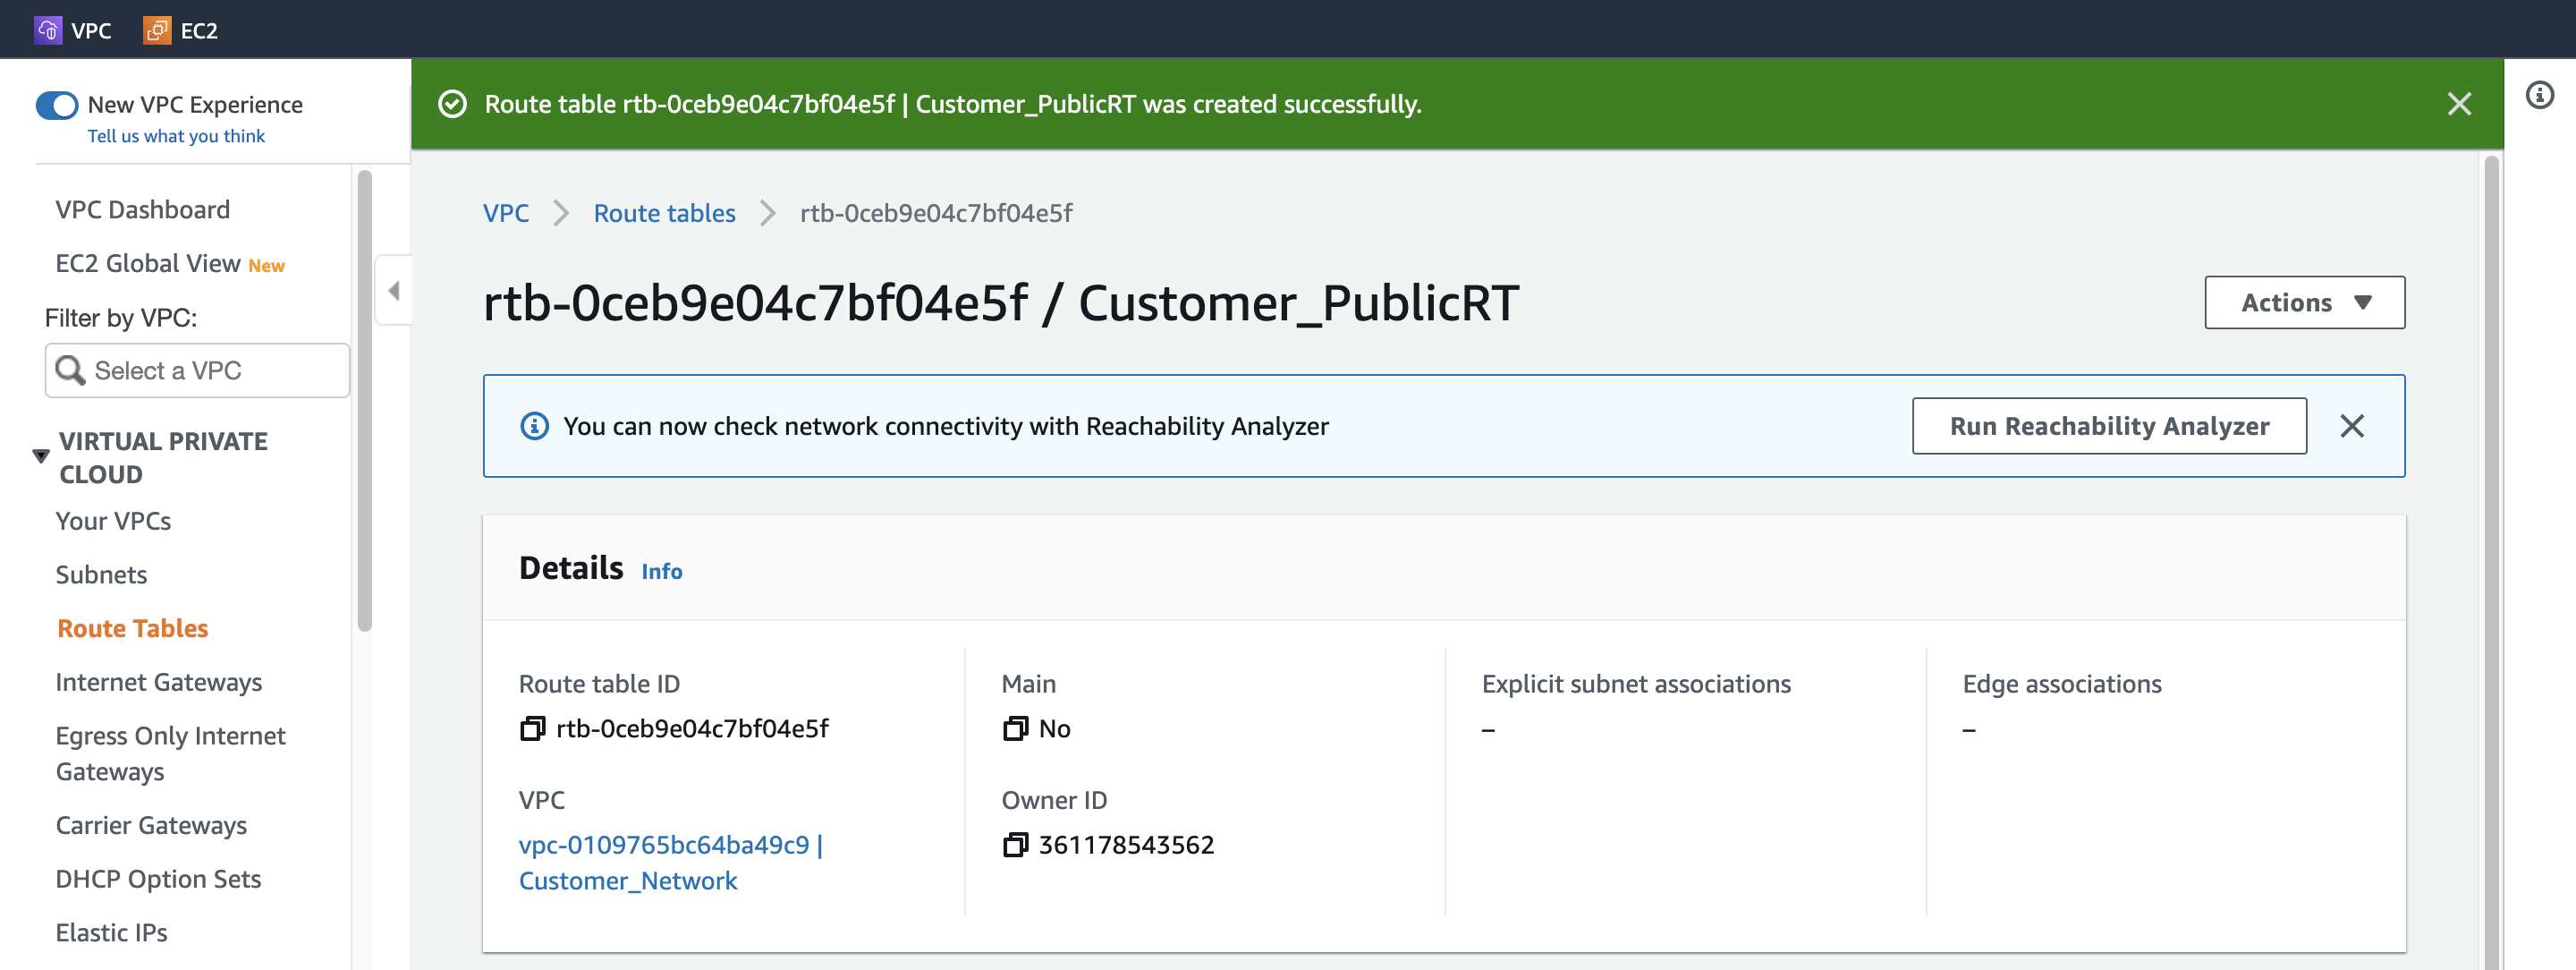 VPC
EC2
New VPC Experience
Tell us what you think
Route table rtb-0ceb9e04c7bf04e5f | Customer_PublicRT was created successfully.
VPC Dashboard
EC2 Global View New
Filter by VPC:
Select a VPC
VIRTUAL PRIVATE
CLOUD
Your VPCs
Subnets
Route Tables
Internet Gateways
Egress Only Internet
Gateways
Carrier Gateways
DHCP Option Sets
Elastic IPs
VPC
Route tables
rtb-0ceb9e04c7bf04e5f
rtb-0ceb9e04c7bf04e5f / Customer_PublicRT
Actions
You can now check network connectivity with Reachability Analyzer
Run Reachability Analyzer
Details Info
Route table ID
rtb-0ceb9e04c7bf04e5f
Main
No
Explicit subnet associations
–
Edge associations
–
VPC
vpc-0109765bc64ba49c9 |
Customer_Network
Owner ID
361178543562